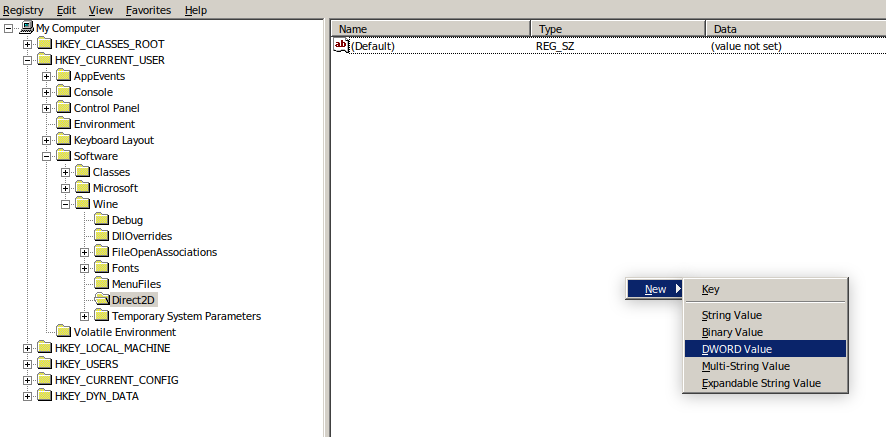 Registry Edit View Favorites Help
My Computer
HKEY_CLASSES_ROOT
HKEY_CURRENT_USER
AppEvents
Console
Control Panel
Environment
Keyboard Layout
Software
Classes
Microsoft
Wine
Debug
DllOverrides
FileOpenAssociations
Fonts
MenuFiles
Direct2D
Temporary System Parameters
Volatile Environment
HKEY_LOCAL_MACHINE
HKEY_USERS
HKEY_CURRENT_CONFIG
HKEY_DYN_DATA
Name Type Data
ab (Default) REG_SZ (value not set)
New
Key
String Value
Binary Value
DWORD Value
Multi-String Value
Expandable String Value